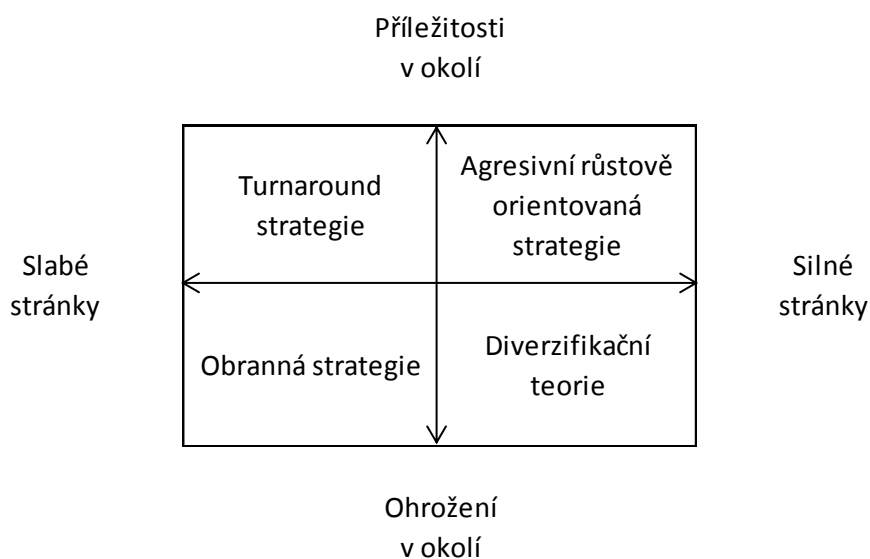 Příležitosti
v okolí
Turnaround
strategie
Agresivní růstově
orientovaná
strategie
Slabé
stránky
Silné
stránky
Obranná strategie
Diverzifikační
teorie
Ohrožení
v okolí